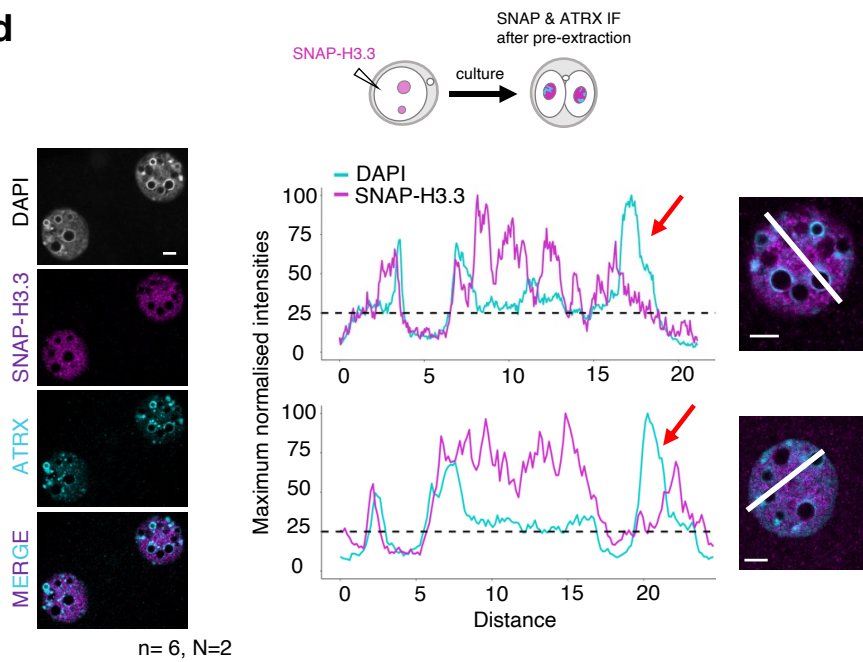 d
SNAP & ATRX IF
after pre-extraction
SNAP-H3.3
culture
DAPI
SNAP-H3.3
ATRX
MERGE
n= 6, N=2
Maximum normalised intensities
DAPI
SNAP-H3.3
100
75
50
25
0
0 5 10 15 20
100
75
50
25
0
0 5 10 15 20
Distance